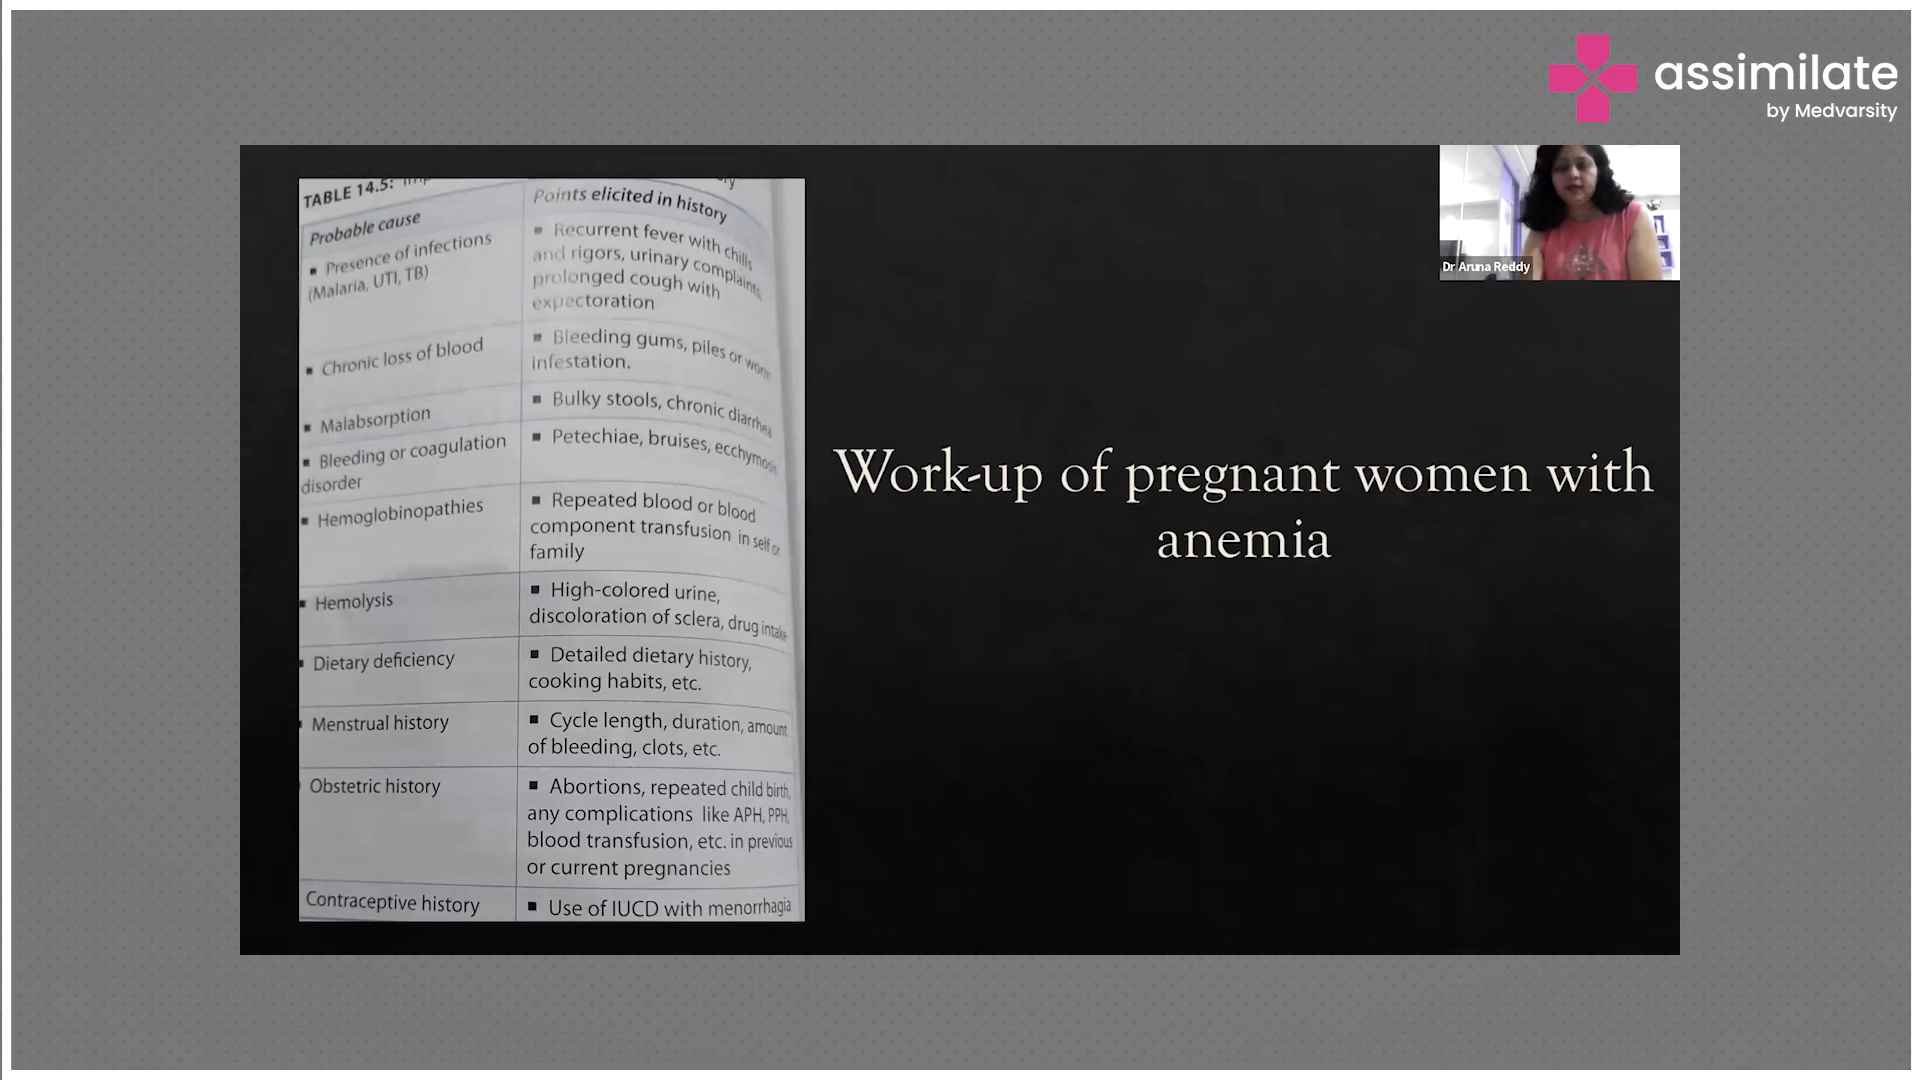 assimilate
by Medvarsity
Dr Aruna Reddy
TABLE 14.5:
Probable cause
Points elicited in history
▪ Presence of infections
(Malaria, UTI, TB)
▪ Recurrent fever with chills
and rigors, urinary complaints,
prolonged cough with
expectoration
▪ Chronic loss of blood
▪ Bleeding gums, piles or worm
infestation.
▪ Malabsorption
▪ Bulky stools, chronic diarrhea
▪ Bleeding or coagulation
disorder
▪ Petechiae, bruises, ecchymosis
▪ Hemoglobinopathies
▪ Repeated blood or blood
component transfusion in self or
family
▪ Hemolysis
▪ High-colored urine,
discoloration of sclera, drug intake
▪ Dietary deficiency
▪ Detailed dietary history,
cooking habits, etc.
▪ Menstrual history
▪ Cycle length, duration, amount
of bleeding, clots, etc.
Obstetric history
▪ Abortions, repeated child birth,
any complications like APH, PPH,
blood transfusion, etc. in previous
or current pregnancies
Contraceptive history
▪ Use of IUCD with menorrhagia
Work-up of pregnant women with
anemia